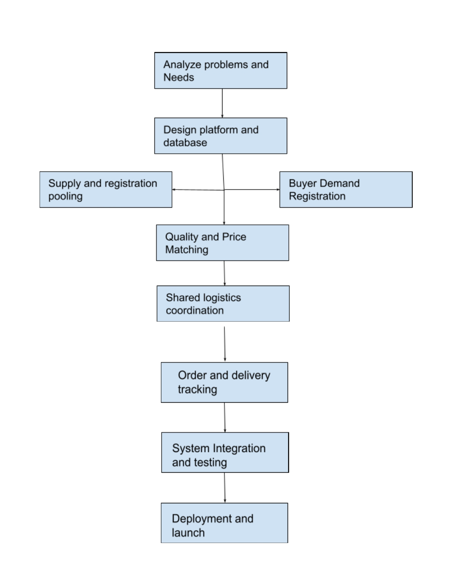 Analyze problems and
Needs
Design platform and
database
Supply and registration
pooling
Buyer Demand
Registration
Quality and Price
Matching
Shared logistics
coordination
Order and delivery
tracking
System Integration
and testing
Deployment and
launch